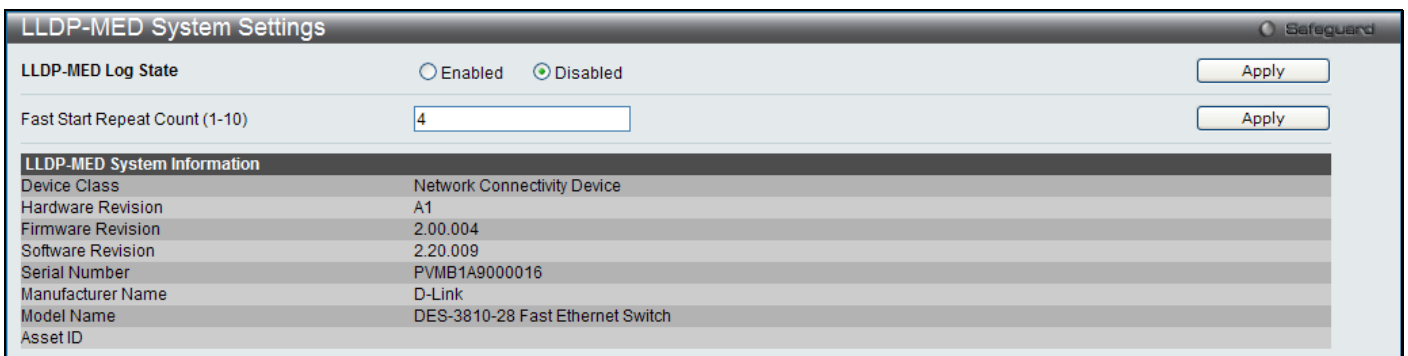 LLDP-MED System Settings
Safeguard
LLDP-MED Log State Enabled Disabled Apply
Fast Start Repeat Count (1-10) 4 Apply
LLDP-MED System Information
Device Class Network Connectivity Device
Hardware Revision A1
Firmware Revision 2.00.004
Software Revision 2.20.009
Serial Number PVMB1A9000016
Manufacturer Name D-Link
Model Name DES-3810-28 Fast Ethernet Switch
Asset ID